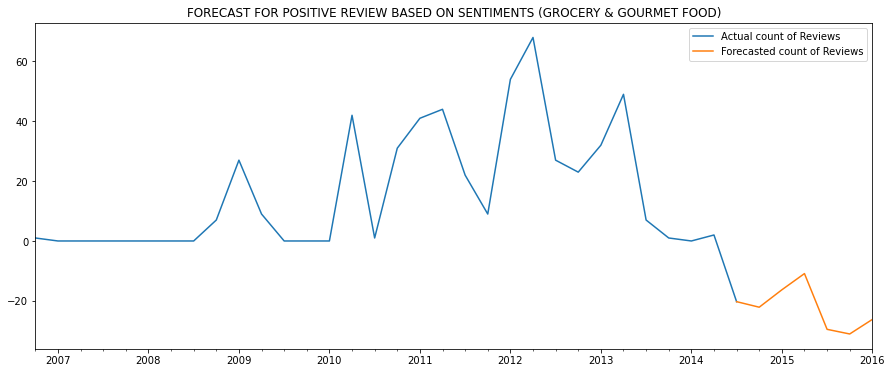 FORECAST FOR POSITIVE REVIEW BASED ON SENTIMENTS (GROCERY & GOURMET FOOD)
Actual count of Reviews
Forecasted count of Reviews
60
40
20
0
−20
2007 2008 2009 2010 2011 2012 2013 2014 2015 2016